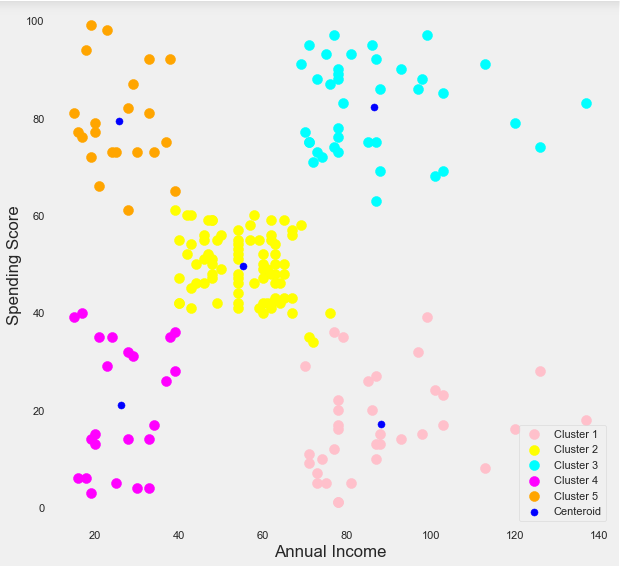 100
80
60
40
20
0
Spending Score
20 40 60 80 100 120 140
Annual Income
Cluster 1
Cluster 2
Cluster 3
Cluster 4
Cluster 5
Centeroid